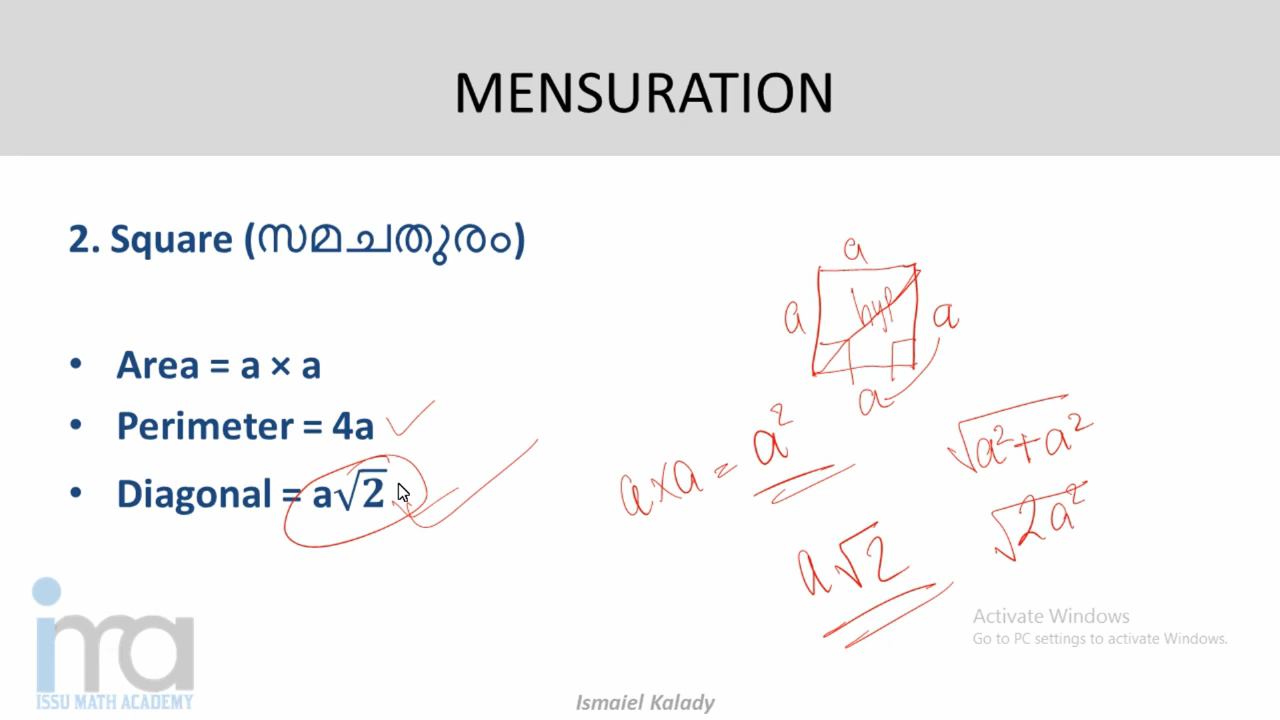 MENSURATION
2. Square (സമചതുരം)
• Area = a × a
• Perimeter = 4a
• Diagonal = a√2
a
a
hyp
a
a
a×a = a²
√a²+a²
√2a²
a√2
Activate Windows
Go to PC settings to activate Windows.
ima
ISSU MATH ACADEMY
Ismaiel Kalady